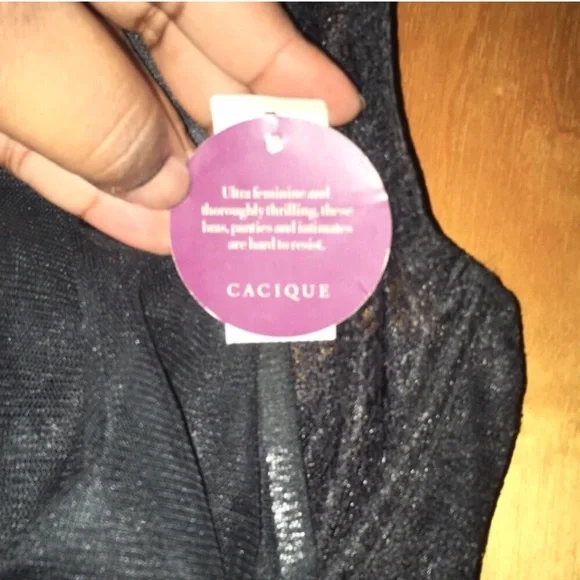 Ultra feminine and
thoroughly thrilling, these
bras, panties and intimates
are hard to resist.
CACIQUE